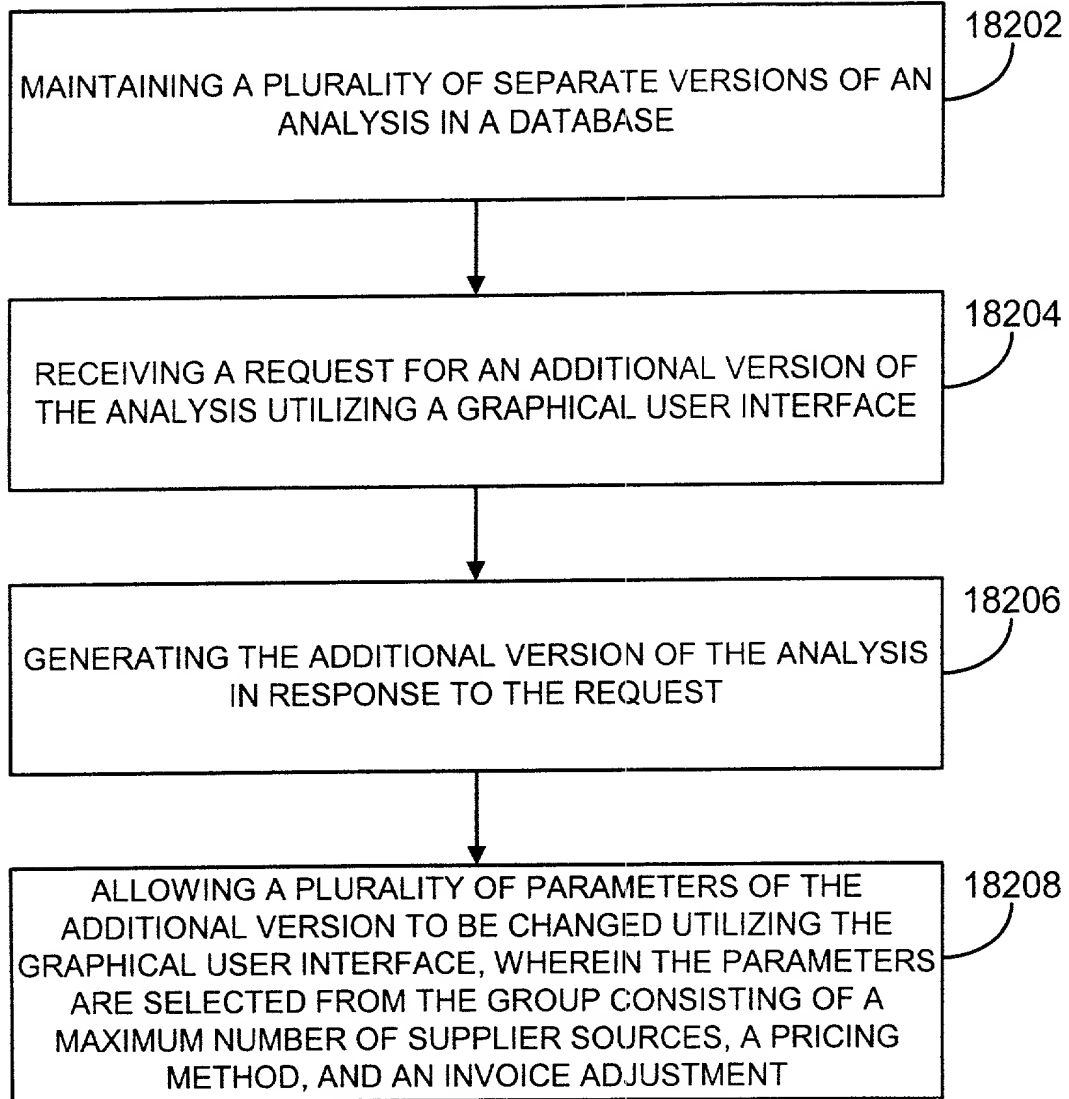 18202
MAINTAINING A PLURALITY OF SEPARATE VERSIONS OF AN
ANALYSIS IN A DATABASE
18204
RECEIVING A REQUEST FOR AN ADDITIONAL VERSION OF
THE ANALYSIS UTILIZING A GRAPHICAL USER INTERFACE
18206
GENERATING THE ADDITIONAL VERSION OF THE ANALYSIS
IN RESPONSE TO THE REQUEST
18208
ALLOWING A PLURALITY OF PARAMETERS OF THE
ADDITIONAL VERSION TO BE CHANGED UTILIZING THE
GRAPHICAL USER INTERFACE, WHEREIN THE PARAMETERS
ARE SELECTED FROM THE GROUP CONSISTING OF A
MAXIMUM NUMBER OF SUPPLIER SOURCES, A PRICING
METHOD, AND AN INVOICE ADJUSTMENT